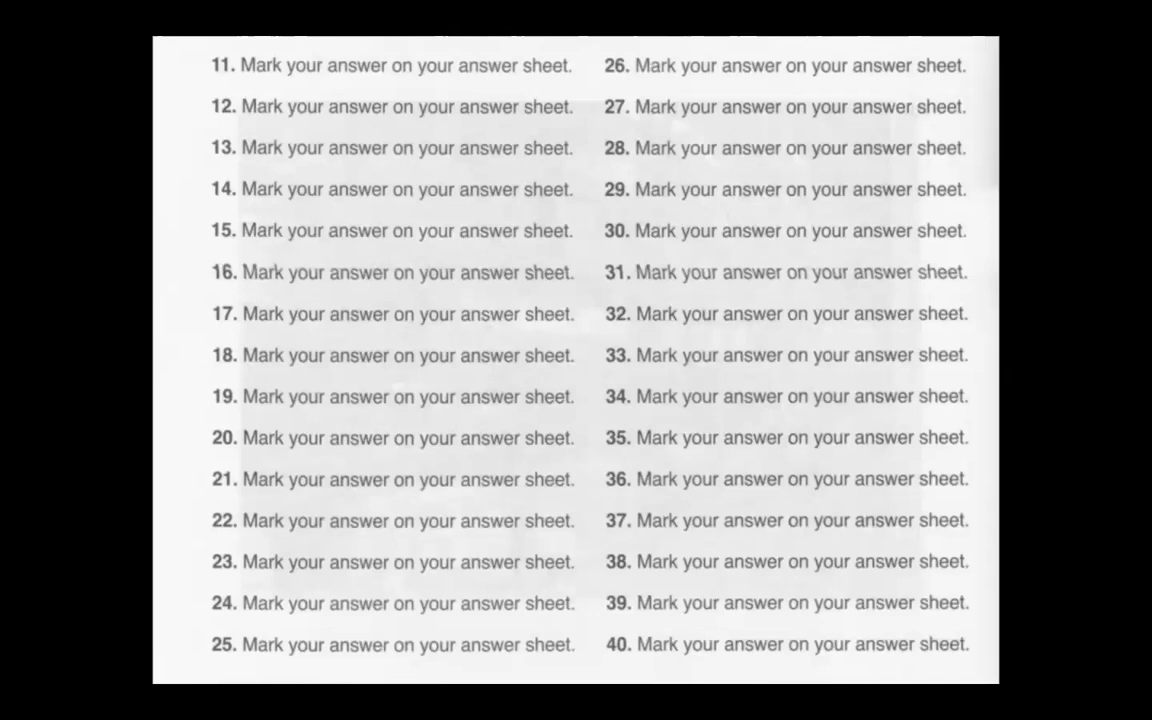 11. Mark your answer on your answer sheet.
12. Mark your answer on your answer sheet.
13. Mark your answer on your answer sheet.
14. Mark your answer on your answer sheet.
15. Mark your answer on your answer sheet.
16. Mark your answer on your answer sheet.
17. Mark your answer on your answer sheet.
18. Mark your answer on your answer sheet.
19. Mark your answer on your answer sheet.
20. Mark your answer on your answer sheet.
21. Mark your answer on your answer sheet.
22. Mark your answer on your answer sheet.
23. Mark your answer on your answer sheet.
24. Mark your answer on your answer sheet.
25. Mark your answer on your answer sheet.
26. Mark your answer on your answer sheet.
27. Mark your answer on your answer sheet.
28. Mark your answer on your answer sheet.
29. Mark your answer on your answer sheet.
30. Mark your answer on your answer sheet.
31. Mark your answer on your answer sheet.
32. Mark your answer on your answer sheet.
33. Mark your answer on your answer sheet.
34. Mark your answer on your answer sheet.
35. Mark your answer on your answer sheet.
36. Mark your answer on your answer sheet.
37. Mark your answer on your answer sheet.
38. Mark your answer on your answer sheet.
39. Mark your answer on your answer sheet.
40. Mark your answer on your answer sheet.